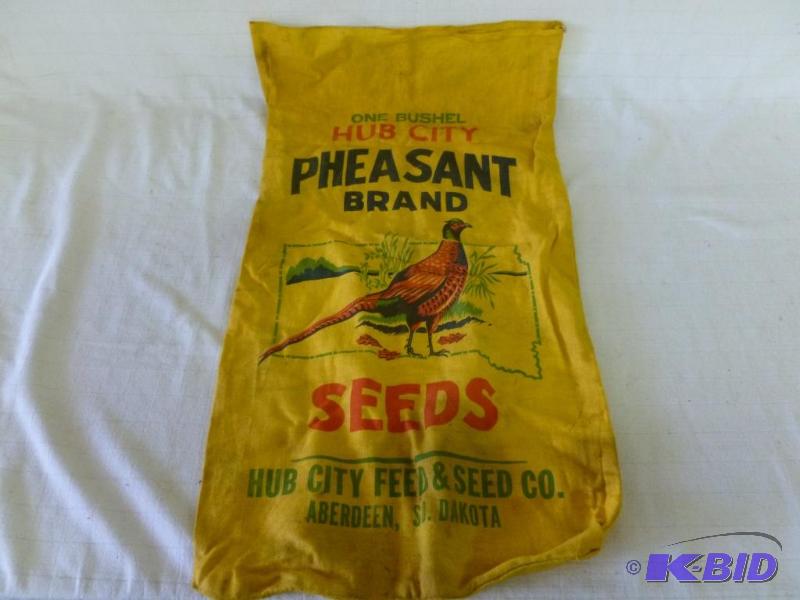 ONE BUSHEL
HUB CITY
PHEASANT
BRAND
SEEDS
HUB CITY FEED & SEED CO.
ABERDEEN, SO. DAKOTA
© K-BID